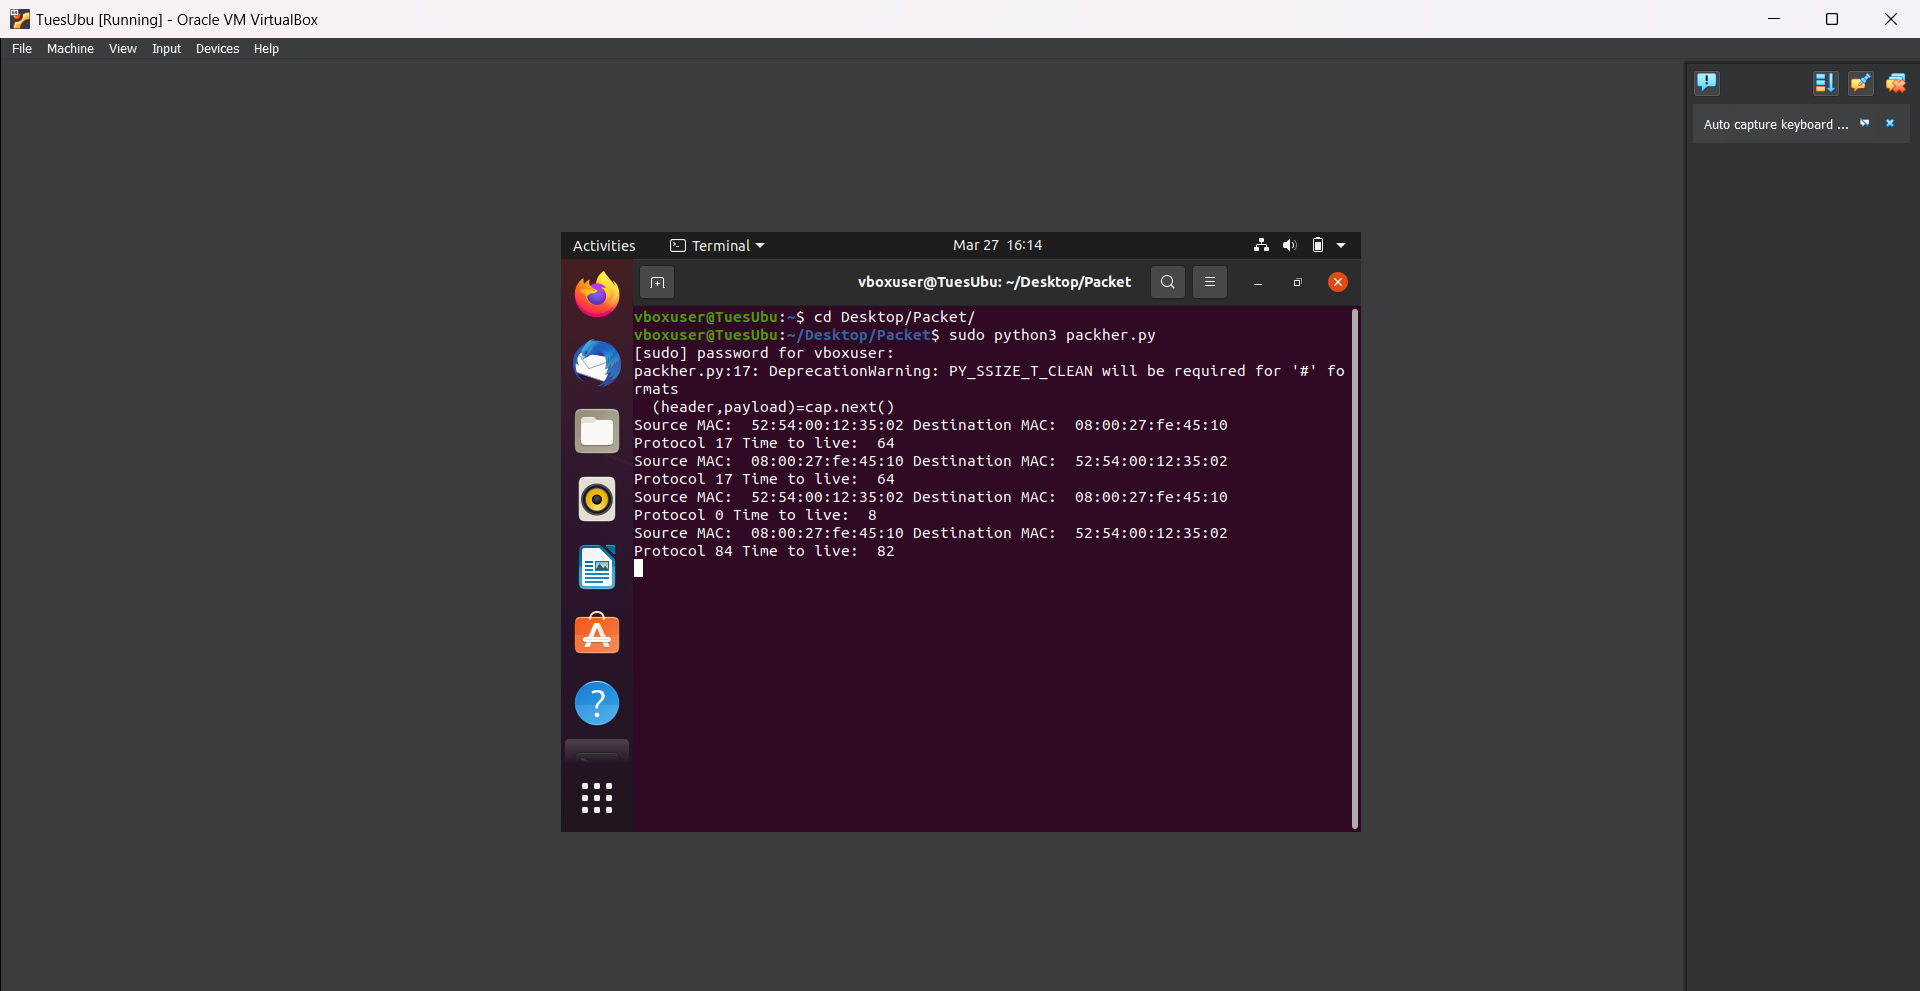 TuesUbu [Running] - Oracle VM VirtualBox
File Machine View Input Devices Help
Auto capture keyboard ...
Activities Terminal Mar 27 16:14
vboxuser@TuesUbu: ~/Desktop/Packet
vboxuser@TuesUbu:~$ cd Desktop/Packet/
vboxuser@TuesUbu:~/Desktop/Packet$ sudo python3 packher.py
[sudo] password for vboxuser:
packher.py:17: DeprecationWarning: PY_SSIZE_T_CLEAN will be required for '#' fo
rmats
  (header,payload)=cap.next()
Source MAC:  52:54:00:12:35:02 Destination MAC:  08:00:27:fe:45:10
Protocol 17 Time to live:  64
Source MAC:  08:00:27:fe:45:10 Destination MAC:  52:54:00:12:35:02
Protocol 17 Time to live:  64
Source MAC:  52:54:00:12:35:02 Destination MAC:  08:00:27:fe:45:10
Protocol 0 Time to live:  8
Source MAC:  08:00:27:fe:45:10 Destination MAC:  52:54:00:12:35:02
Protocol 84 Time to live:  82